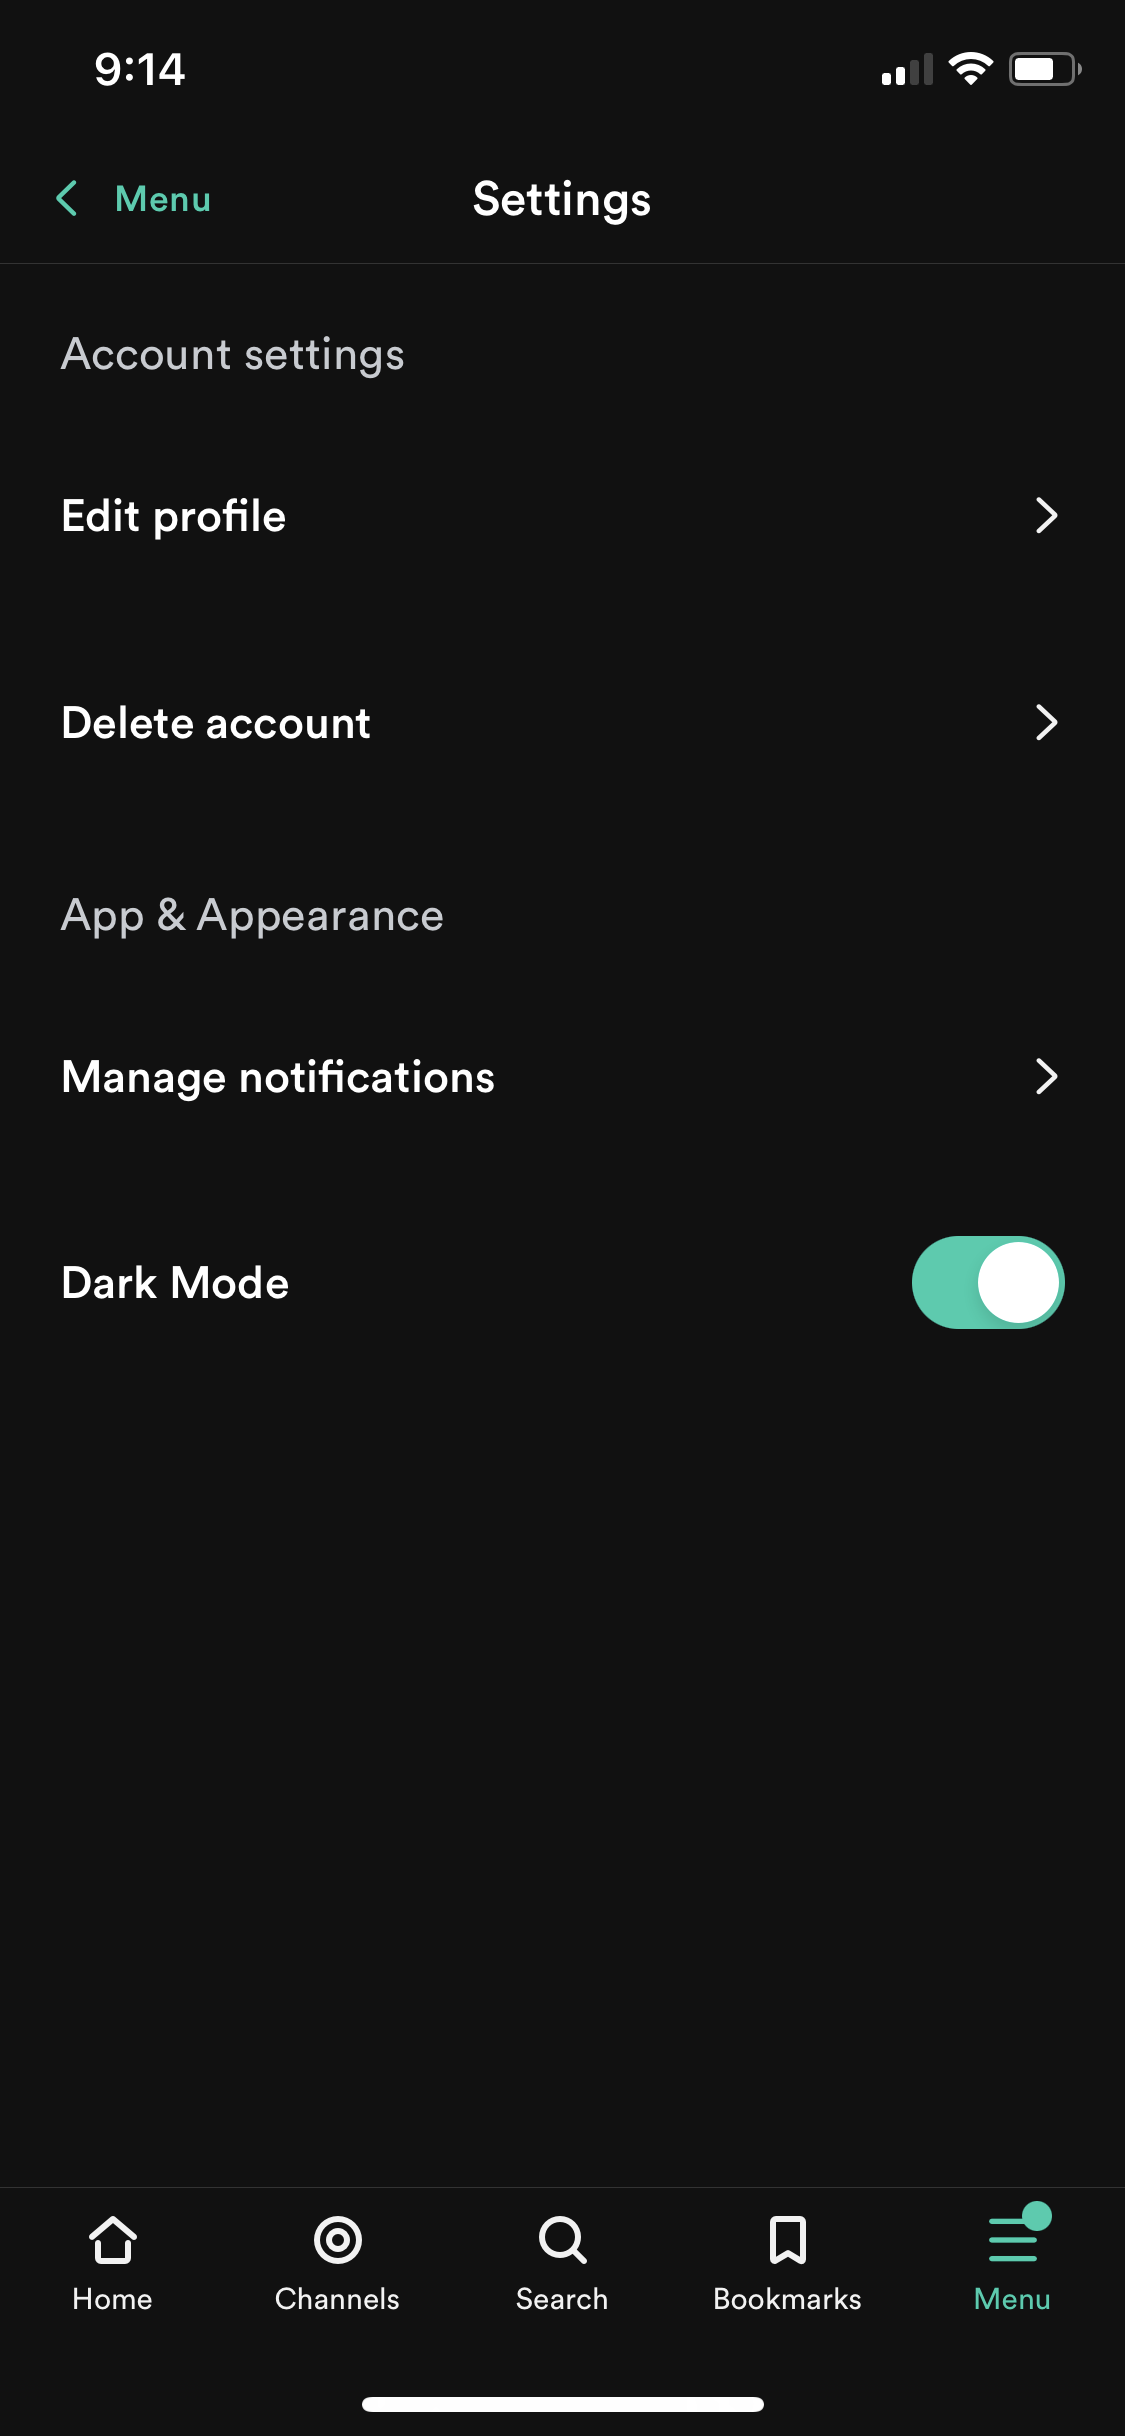 9:14
Menu
Settings
Account settings
Edit profile
Delete account
App & Appearance
Manage notifications
Dark Mode
Home
Channels
Search
Bookmarks
Menu